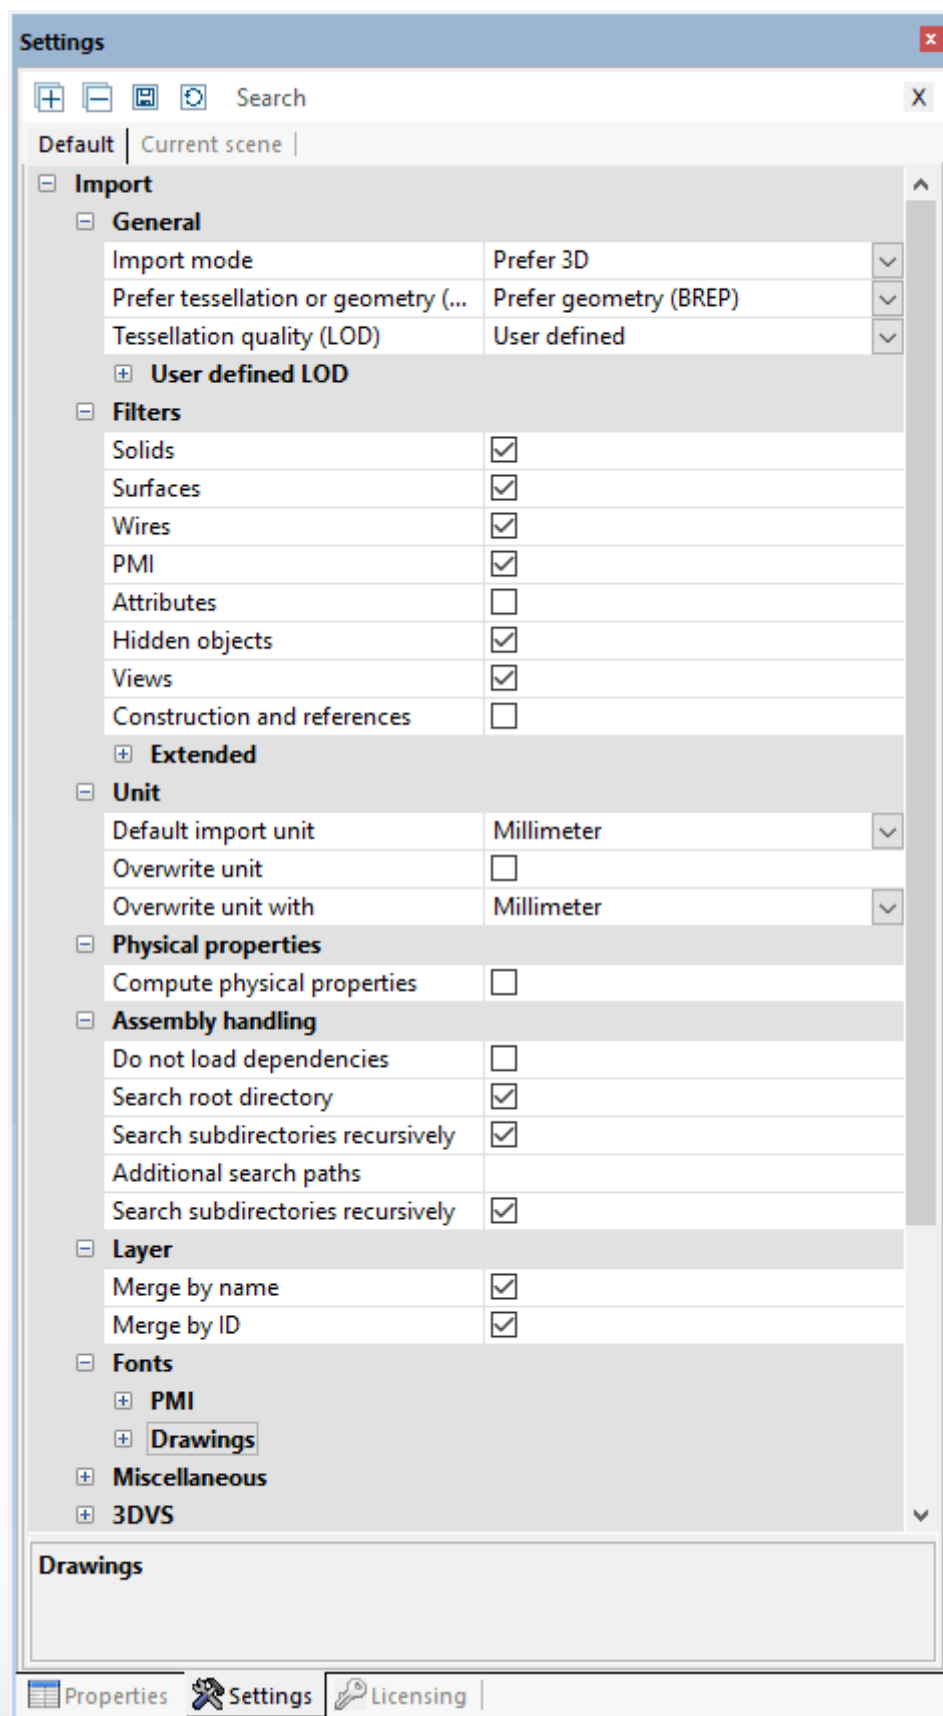 Settings
Search X
Default Current scene
Import
General
Import mode Prefer 3D
Prefer tessellation or geometry (... Prefer geometry (BREP)
Tessellation quality (LOD) User defined
User defined LOD
Filters
Solids
Surfaces
Wires
PMI
Attributes
Hidden objects
Views
Construction and references
Extended
Unit
Default import unit Millimeter
Overwrite unit
Overwrite unit with Millimeter
Physical properties
Compute physical properties
Assembly handling
Do not load dependencies
Search root directory
Search subdirectories recursively
Additional search paths
Search subdirectories recursively
Layer
Merge by name
Merge by ID
Fonts
PMI
Drawings
Miscellaneous
3DVS
Drawings
Properties Settings Licensing